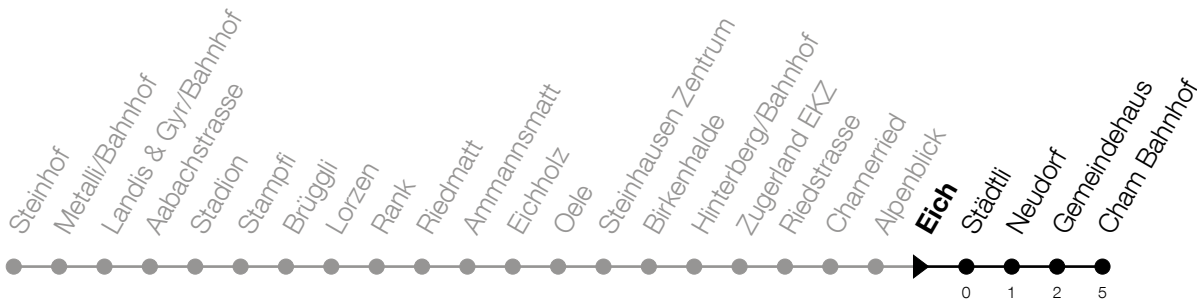 Steinhof
Metalli/Bahnhof
Landis & Gyr/Bahnhof
Aabachstrasse
Stadion
Stampfi
Brüggli
Lorzen
Rank
Riedmatt
Ammannsmatt
Eichholz
Oele
Steinhausen Zentrum
Birkenhalde
Hinterberg/Bahnhof
Zugerland EKZ
Riedstrasse
Chamerried
Alpenblick
Eich
Städtli
Neudorf
Gemeindehaus
Cham Bahnhof
0 1 2 5